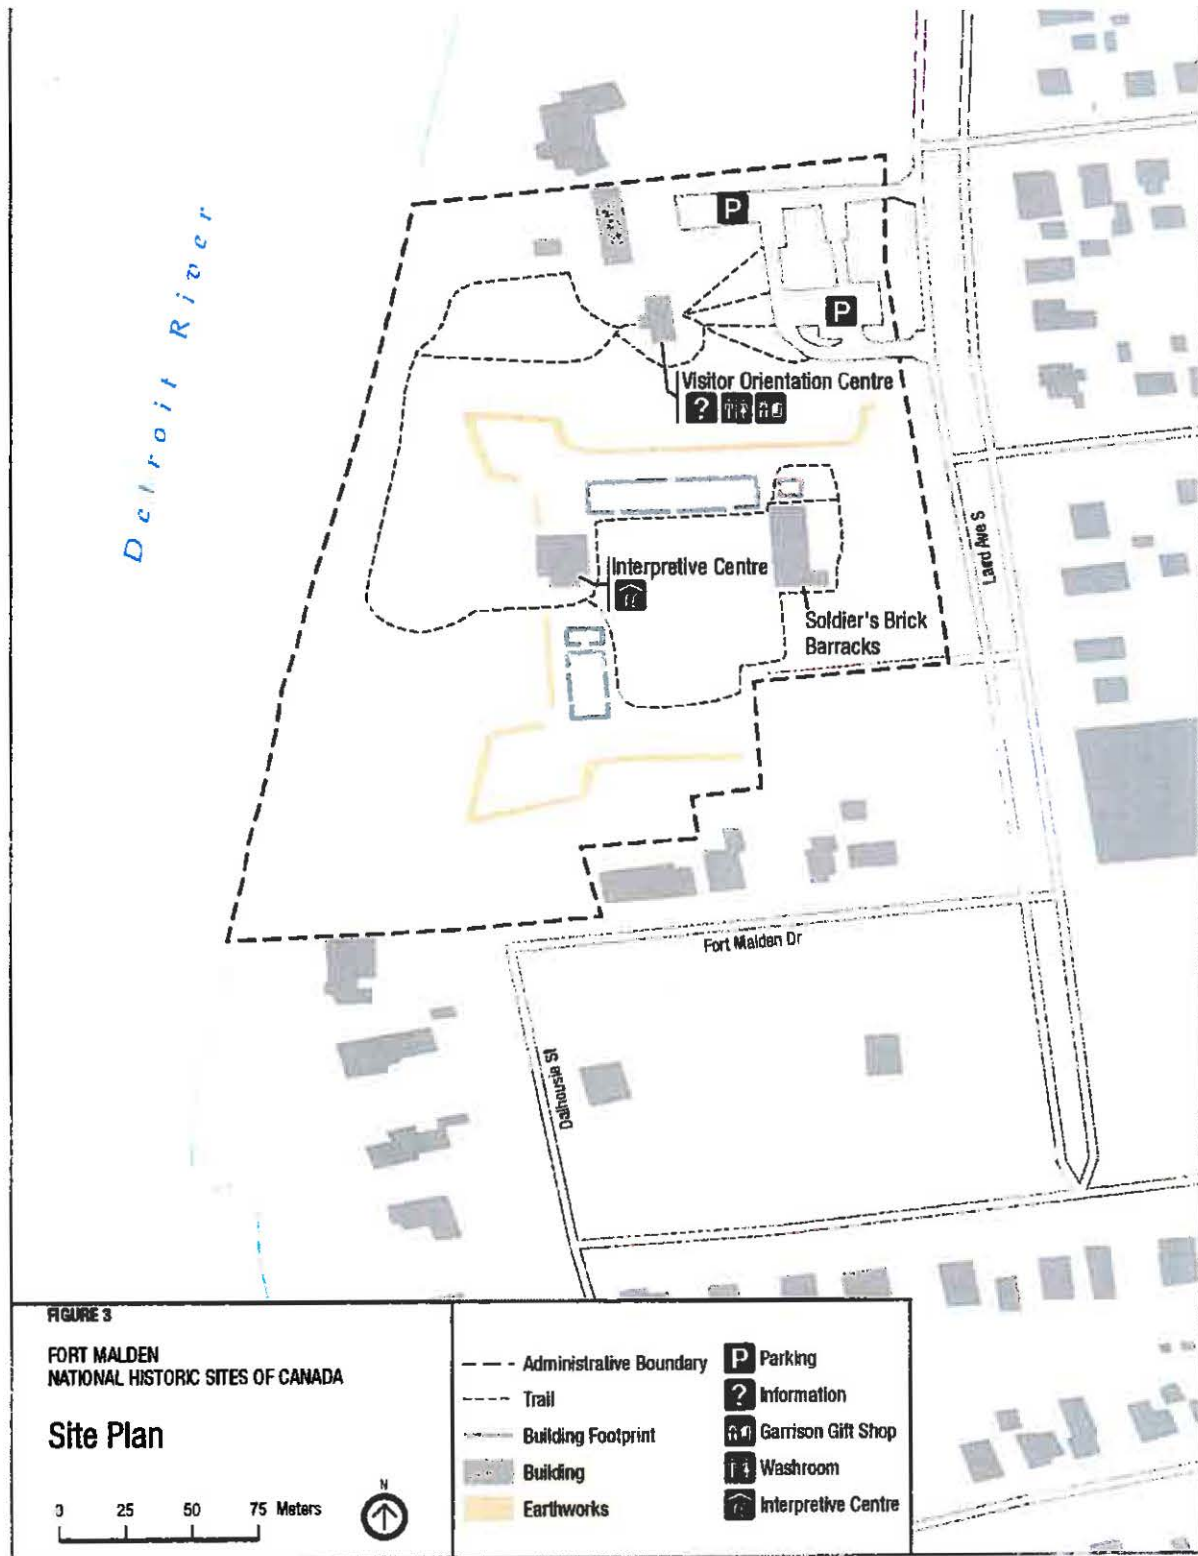 Detroit River
P
P
Visitor Orientation Centre
?
Interpretive Centre
Soldier's Brick
Barracks
Laird Ave S
Fort Malden Dr
Dalhousie St
FIGURE 3
FORT MALDEN
NATIONAL HISTORIC SITES OF CANADA
Site Plan
0 25 50 75 Meters
N
Administrative Boundary
Trail
Building Footprint
Building
Earthworks
P Parking
? Information
Garrison Gift Shop
Washroom
Interpretive Centre